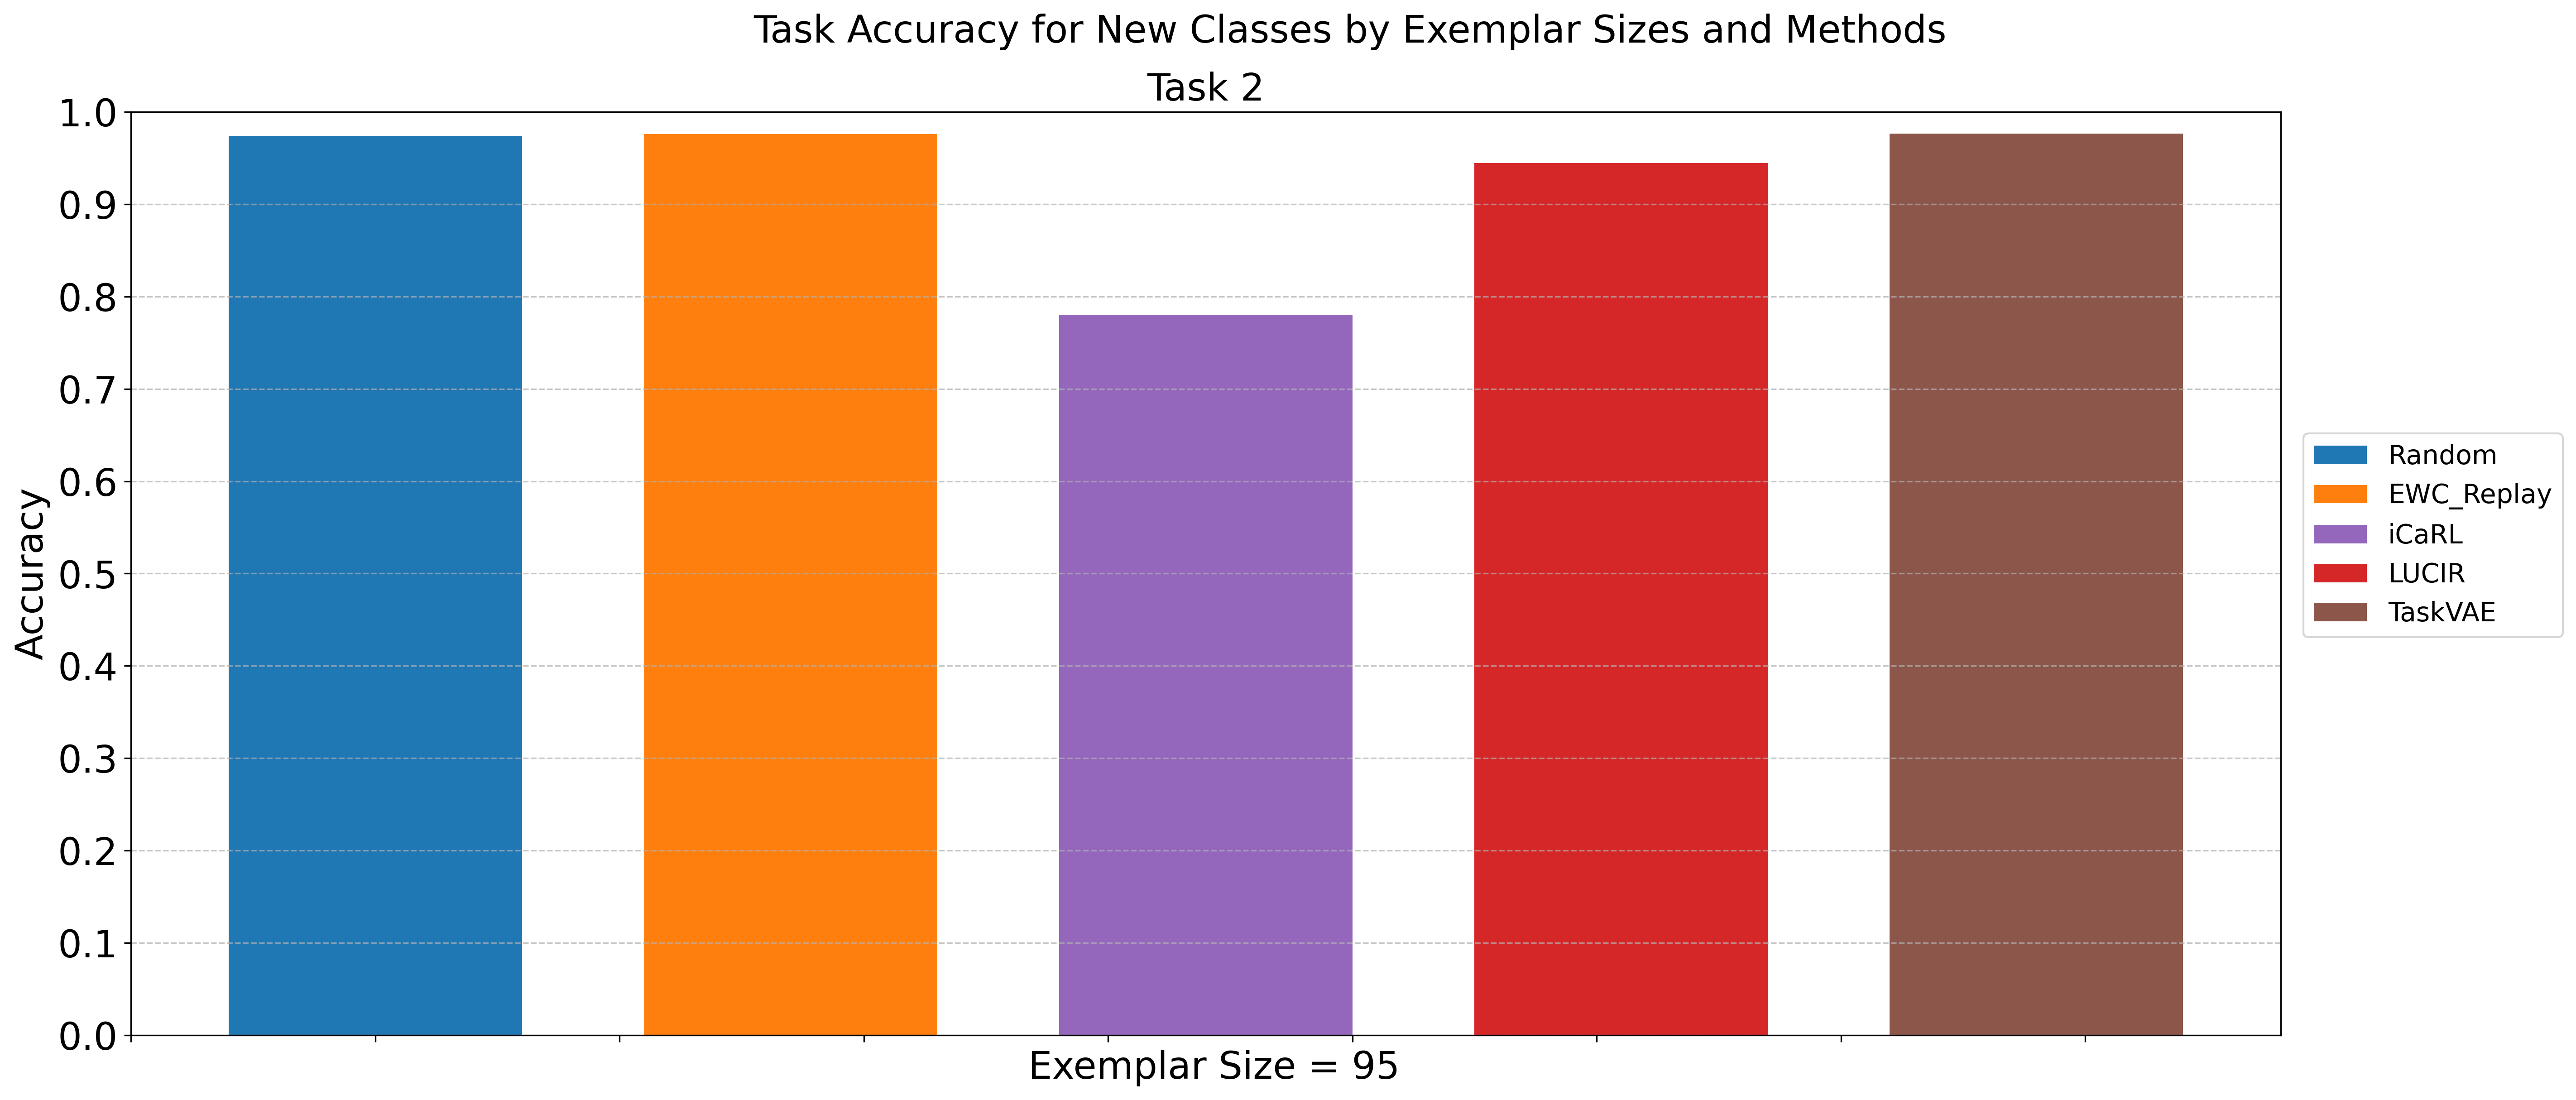 Task Accuracy for New Classes by Exemplar Sizes and Methods
Task 2
1.0
0.9
0.8
0.7
0.6
0.5
0.4
0.3
0.2
0.1
0.0
Accuracy
Exemplar Size = 95
Random
EWC_Replay
iCaRL
LUCIR
TaskVAE